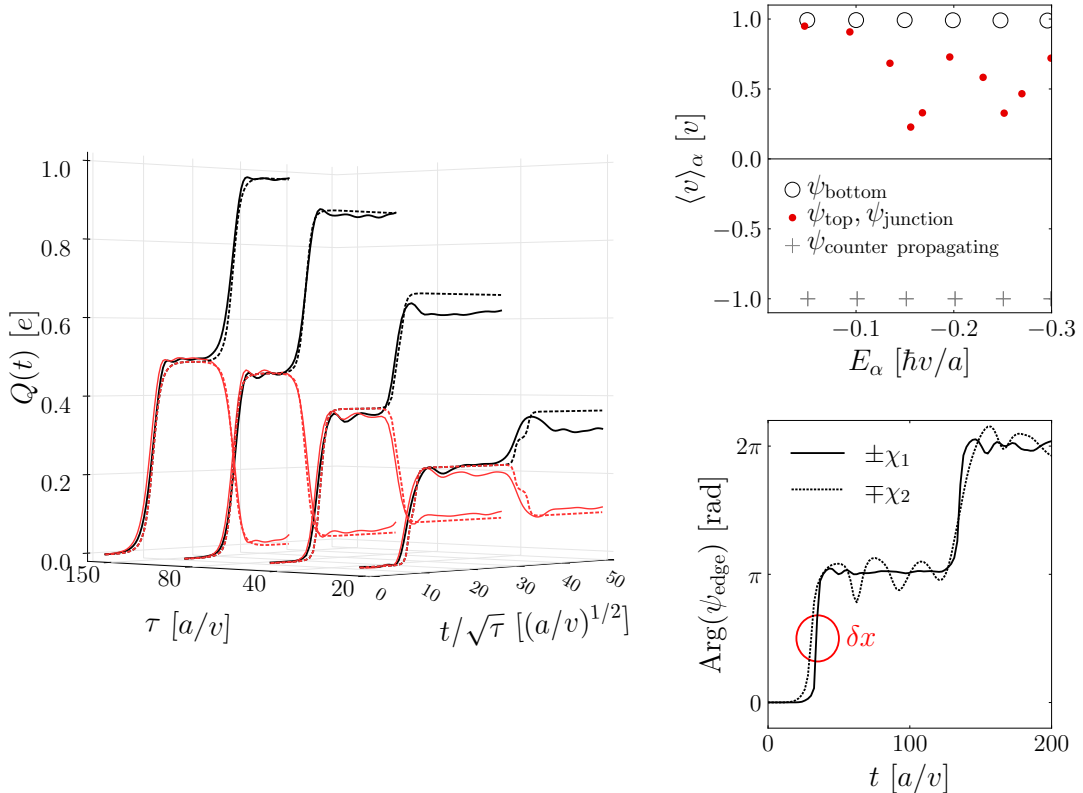 1.0
0.8
0.6
0.4
0.2
0.0
Q(t) [e]
150
80
40
20
τ [a/v]
0
10
20
30
40
50
t/√τ [(a/v)^{1/2}]
1.0
0.5
0.0
−0.5
−1.0
⟨v⟩_α [v]
ψ_bottom
ψ_top, ψ_junction
ψ_counter propagating
−0.1
−0.2
−0.3
E_α [ħv/a]
2π
π
0
Arg(ψ_edge) [rad]
±χ_1
∓χ_2
δx
0
100
200
t [a/v]